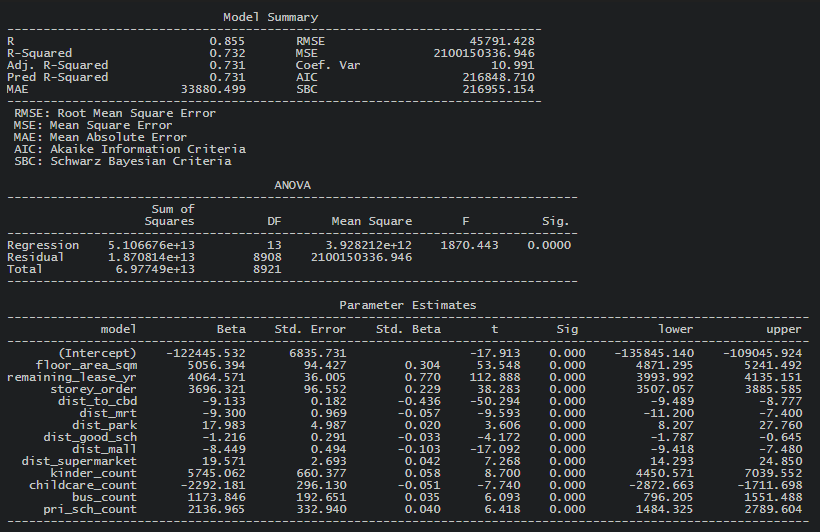 Model Summary
------------------------------------------------------------------------
R 0.855 RMSE 45791.428
R-Squared 0.732 MSE 2100150336.946
Adj. R-Squared 0.731 Coef. Var 10.991
Pred R-Squared 0.731 AIC 216848.710
MAE 33880.499 SBC 216955.154
------------------------------------------------------------------------
RMSE: Root Mean Square Error
MSE: Mean Square Error
MAE: Mean Absolute Error
AIC: Akaike Information Criteria
SBC: Schwarz Bayesian Criteria
ANOVA
------------------------------------------------------------------------------
Sum of
Squares DF Mean Square F Sig.
------------------------------------------------------------------------------
Regression 5.106676e+13 13 3.928212e+12 1870.443 0.0000
Residual 1.870814e+13 8908 2100150336.946
Total 6.97749e+13 8921
------------------------------------------------------------------------------
Parameter Estimates
------------------------------------------------------------------------------------------------------------
model Beta Std. Error Std. Beta t Sig lower upper
------------------------------------------------------------------------------------------------------------
(Intercept) -122445.532 6835.731 -17.913 0.000 -135845.140 -109045.924
floor_area_sqm 5056.394 94.427 0.304 53.548 0.000 4871.295 5241.492
remaining_lease_yr 4064.571 36.005 0.770 112.888 0.000 3993.992 4135.151
storey_order 3696.321 96.552 0.229 38.283 0.000 3507.057 3885.585
dist_to_cbd -9.133 0.182 -0.436 -50.294 0.000 -9.489 -8.777
dist_mrt -9.300 0.969 -0.057 -9.593 0.000 -11.200 -7.400
dist_park 17.983 4.987 0.020 3.606 0.000 8.207 27.760
dist_good_sch -1.216 0.291 -0.033 -4.172 0.000 -1.787 -0.645
dist_mall -8.449 0.494 -0.103 -17.092 0.000 -9.418 -7.480
dist_supermarket 19.571 2.693 0.042 7.268 0.000 14.293 24.850
kinder_count 5745.062 660.377 0.058 8.700 0.000 4450.571 7039.552
childcare_count -2292.181 296.130 -0.051 -7.740 0.000 -2872.663 -1711.698
bus_count 1173.846 192.651 0.035 6.093 0.000 796.205 1551.488
pri_sch_count 2136.965 332.940 0.040 6.418 0.000 1484.325 2789.604
------------------------------------------------------------------------------------------------------------